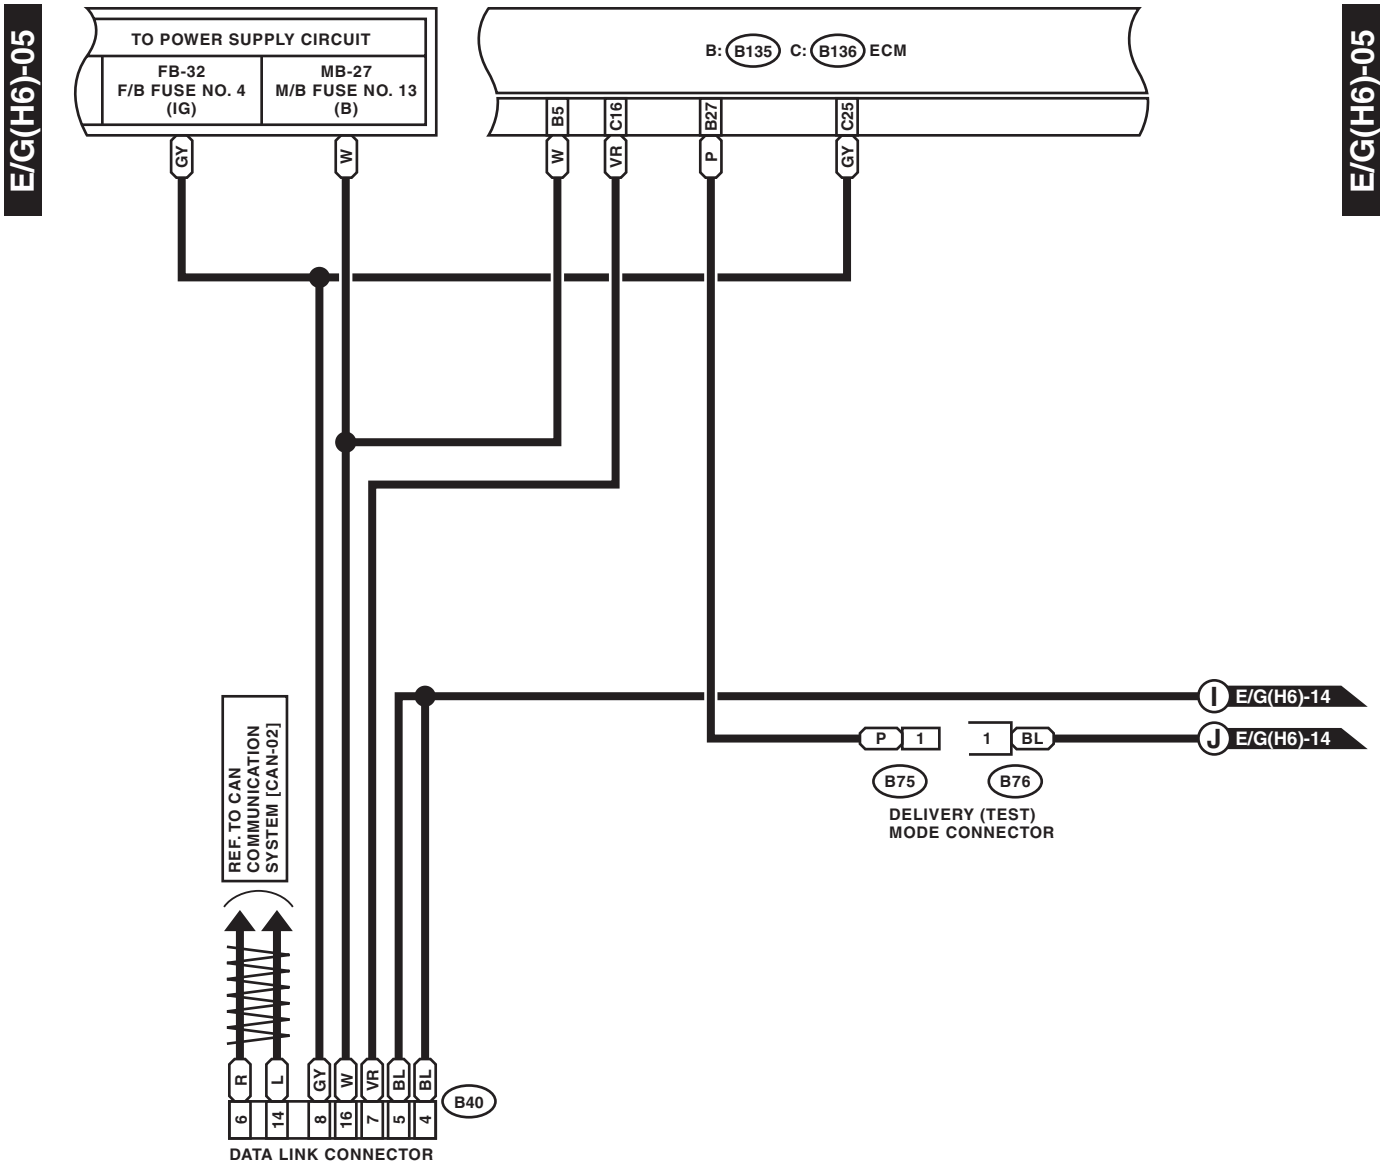 E/G(H6)-05
E/G(H6)-05
TO POWER SUPPLY CIRCUIT
FB-32
F/B FUSE NO. 4
(IG)
MB-27
M/B FUSE NO. 13
(B)
B: B135 C: B136 ECM
B5
C16
B27
C25
GY
W
W
VR
P
GY
I E/G(H6)-14
P 1
1 BL
J E/G(H6)-14
B75
B76
DELIVERY (TEST)
MODE CONNECTOR
REF. TO CAN
COMMUNICATION
SYSTEM [CAN-02]
R
L
GY
W
VR
BL
BL
6
14
8
16
7
5
4
B40
DATA LINK CONNECTOR